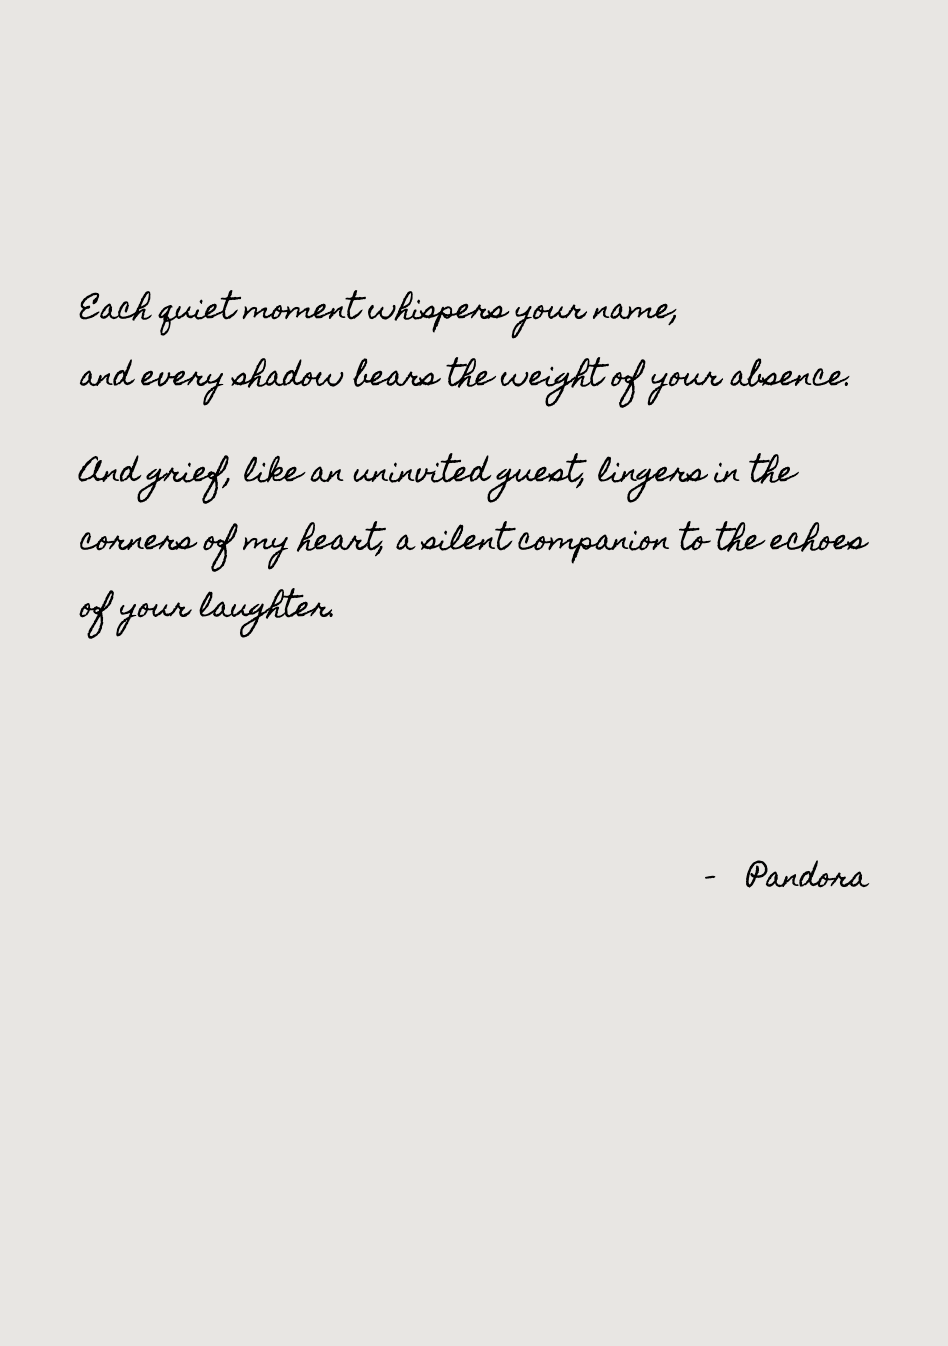 Each quiet moment whispers your name,
and every shadow bears the weight of your absence.
And grief, like an uninvited guest, lingers in the
corners of my heart, a silent companion to the echoes
of your laughter.
- Pandora